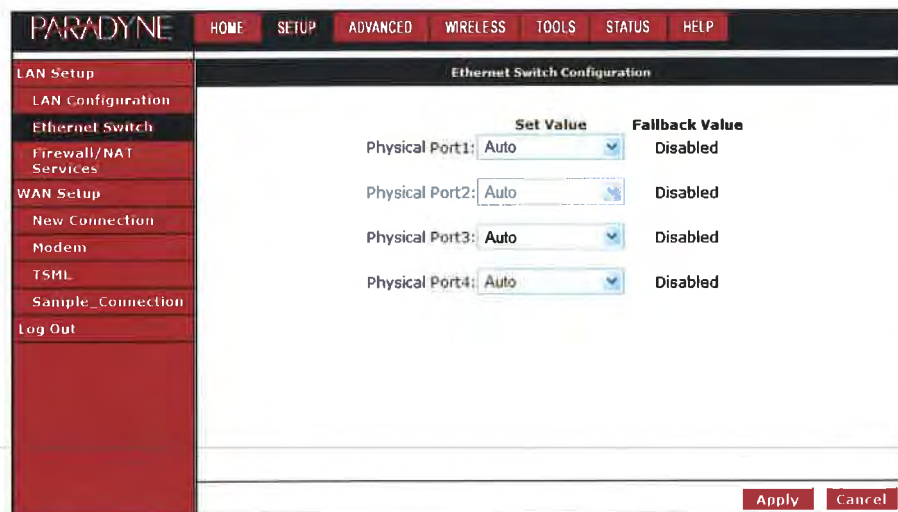 PARADYNE
HOME SETUP ADVANCED WIRELESS TOOLS STATUS HELP
LAN Setup
LAN Configuration
Ethernet Switch
Firewall/NAT
Services
WAN Setup
New Connection
Modem
TSML
Sample_Connection
Log Out
Ethernet Switch Configuration
Set Value Fallback Value
Physical Port1: Auto Disabled
Physical Port2: Auto Disabled
Physical Port3: Auto Disabled
Physical Port4: Auto Disabled
Apply Cancel